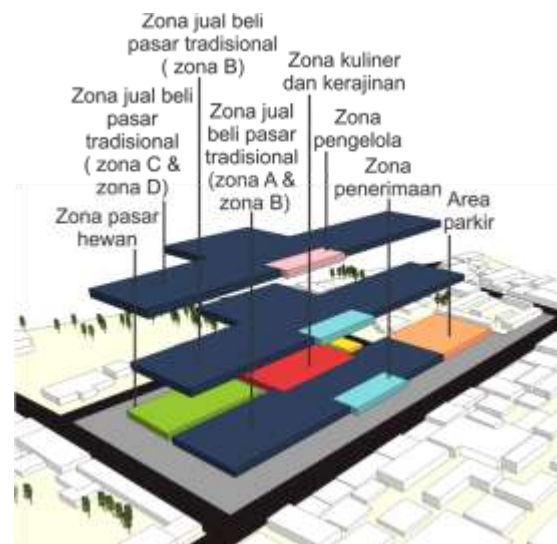 Zona jual beli
pasar tradisional
( zona B)
Zona jual beli
pasar
tradisional
( zona C &
zona D)
Zona pasar
hewan
Zona jual
beli pasar
tradisional
(zona A &
zona B)
Zona kuliner
dan kerajinan
Zona
pengelola
Zona
penerimaan
Area
parkir